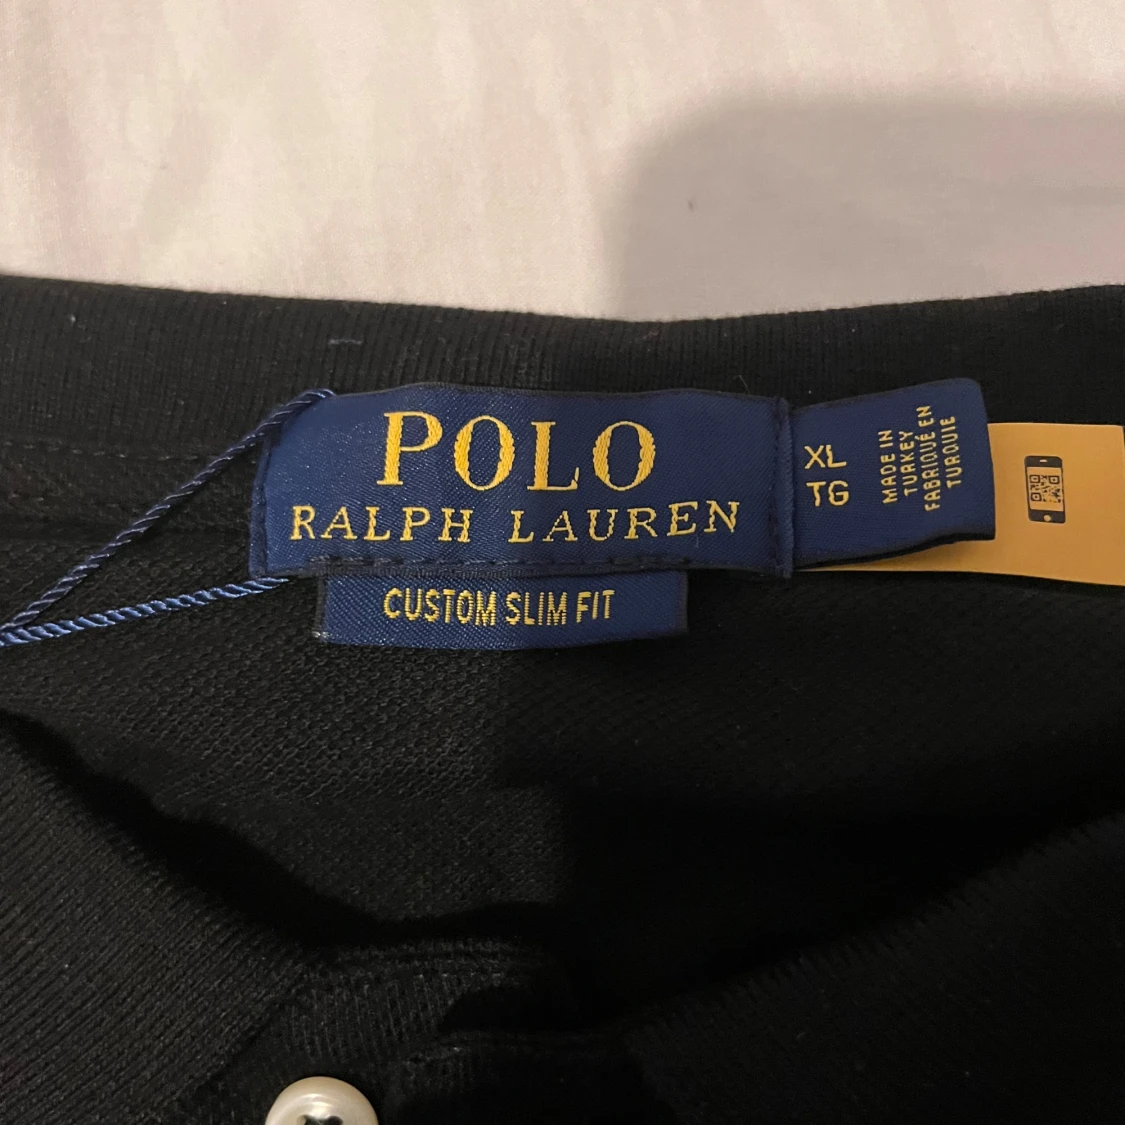 POLO
RALPH LAUREN
CUSTOM SLIM FIT
XL
TG
MADE IN
TURKEY
FABRIQUÉ EN
TURQUIE